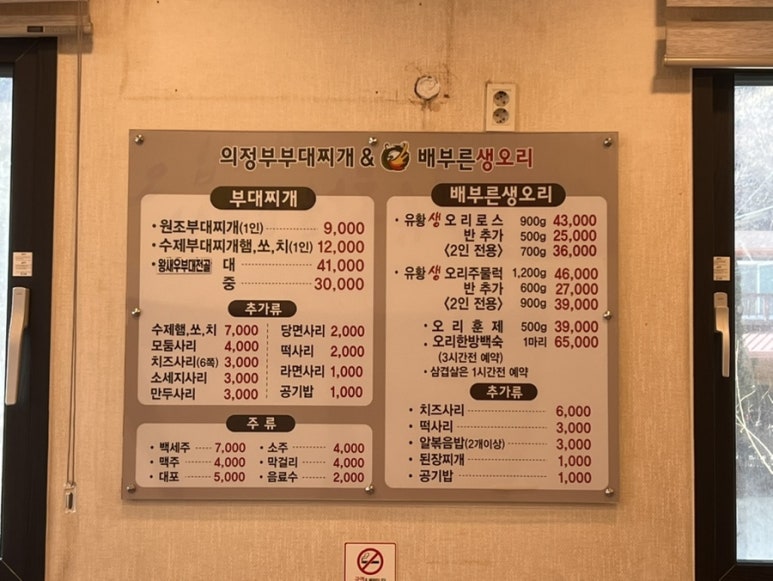 의정부부대찌개 & 배부른생오리
부대찌개
· 원조부대찌개(1인) 9,000
· 수제부대찌개햄,쏘,치(1인) 12,000
· 왕새우부대전골 대 41,000
중 30,000
추가류
수제햄,쏘,치 7,000
모둠사리 4,000
치즈사리(6쪽) 3,000
소세지사리 3,000
만두사리 3,000
당면사리 2,000
떡사리 2,000
라면사리 1,000
공기밥 1,000
주 류
· 백세주 7,000
· 맥주 4,000
· 대포 5,000
· 소주 4,000
· 막걸리 4,000
· 음료수 2,000
배부른생오리
· 유황 생 오리로스 900g 43,000
반 추가 500g 25,000
<2인 전용> 700g 36,000
· 유황 생 오리주물럭 1,200g 46,000
반 추가 600g 27,000
<2인 전용> 900g 39,000
· 오 리 훈 제 500g 39,000
· 오리한방백숙 1마리 65,000
(3시간전 예약)
· 삼겹살은 1시간전 예약
추가류
· 치즈사리 6,000
· 떡사리 3,000
· 알볶음밥(2개이상) 3,000
· 된장찌개 1,000
· 공기밥 1,000